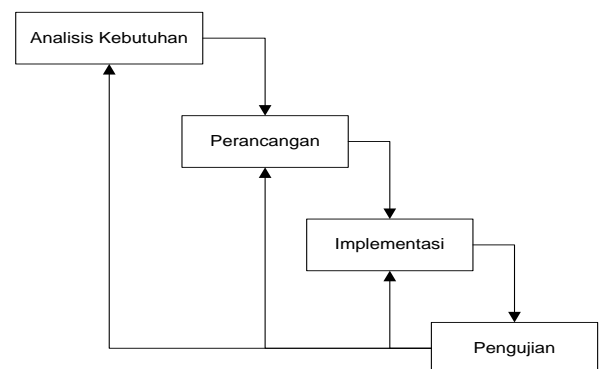 Analisis Kebutuhan
Perancangan
Implementasi
Pengujian